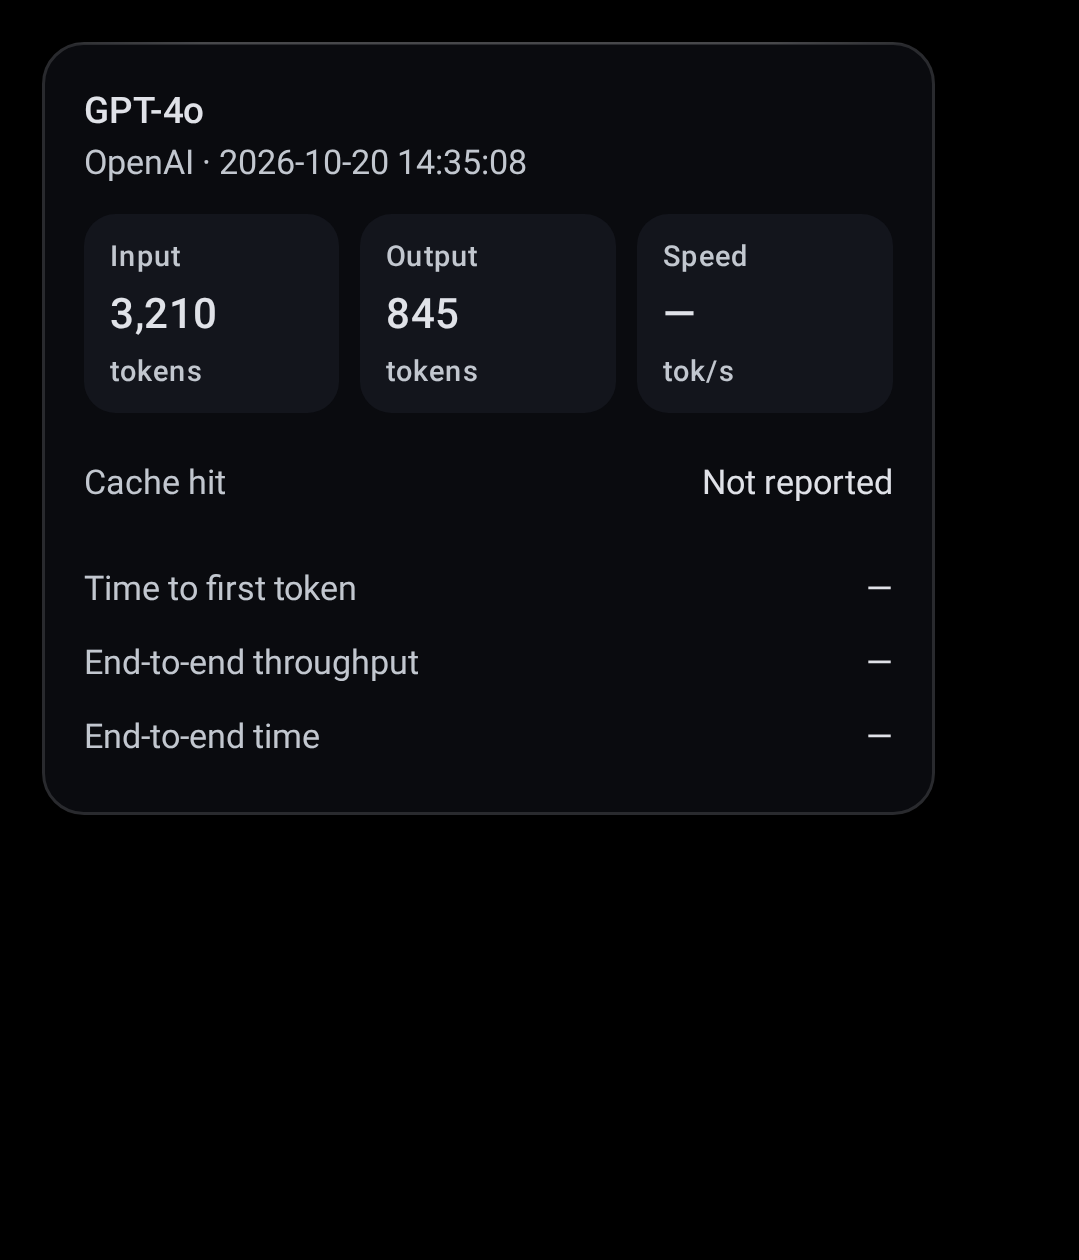 GPT-4o
OpenAI · 2026-10-20 14:35:08
Input Output Speed
3,210 845 —
tokens tokens tok/s
Cache hit Not reported
Time to first token —
End-to-end throughput —
End-to-end time —